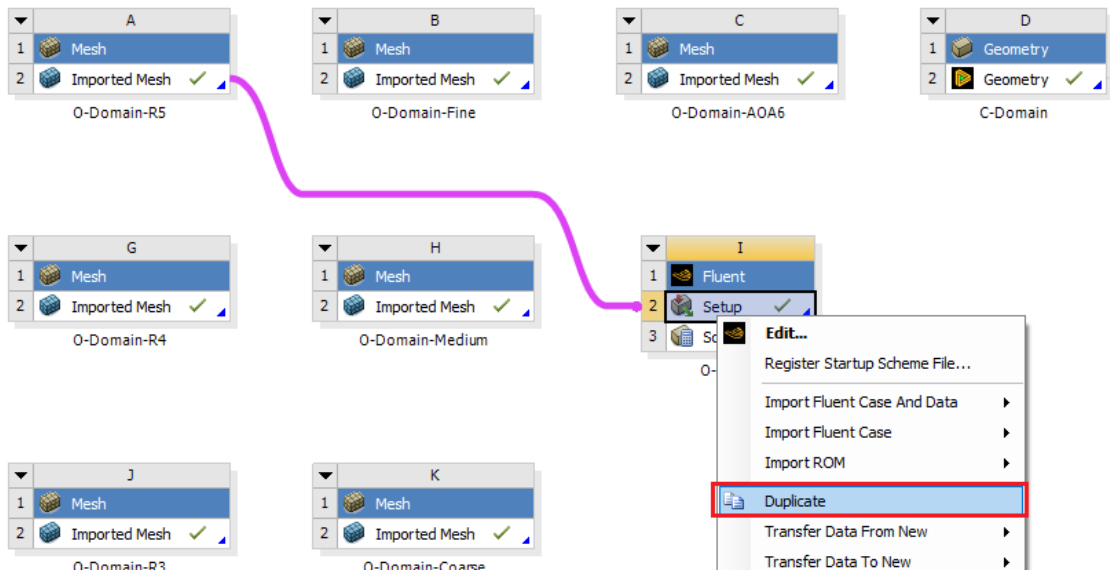 A
1 Mesh
2 Imported Mesh
O-Domain-R5
B
1 Mesh
2 Imported Mesh
O-Domain-Fine
C
1 Mesh
2 Imported Mesh
O-Domain-AOA6
D
1 Geometry
2 Geometry
C-Domain
G
1 Mesh
2 Imported Mesh
O-Domain-R4
H
1 Mesh
2 Imported Mesh
O-Domain-Medium
I
1 Fluent
2 Setup
3
O-
Edit...
Register Startup Scheme File...
Import Fluent Case And Data
Import Fluent Case
Import ROM
Duplicate
Transfer Data From New
Transfer Data To New
J
1 Mesh
2 Imported Mesh
O-Domain-R3
K
1 Mesh
2 Imported Mesh
O-Domain-Coarse